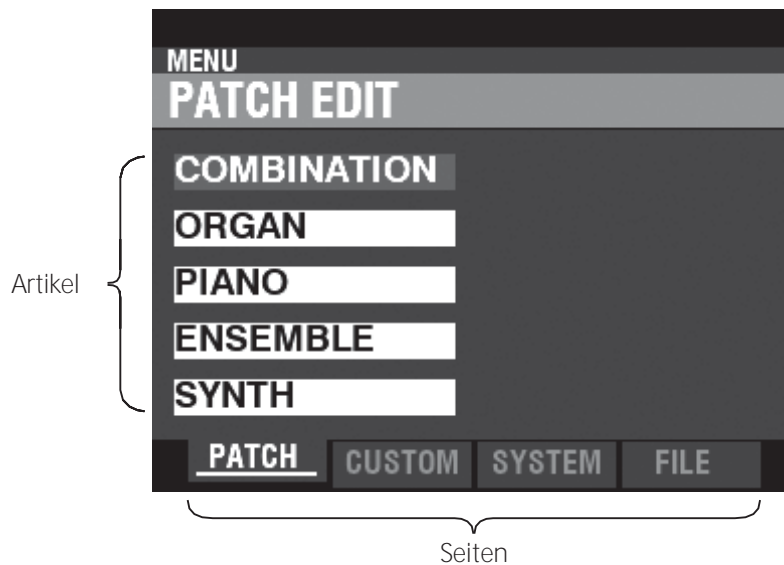 MENU
PATCH EDIT
COMBINATION
ORGAN
Artikel
PIANO
ENSEMBLE
SYNTH
PATCH CUSTOM SYSTEM FILE
Seiten